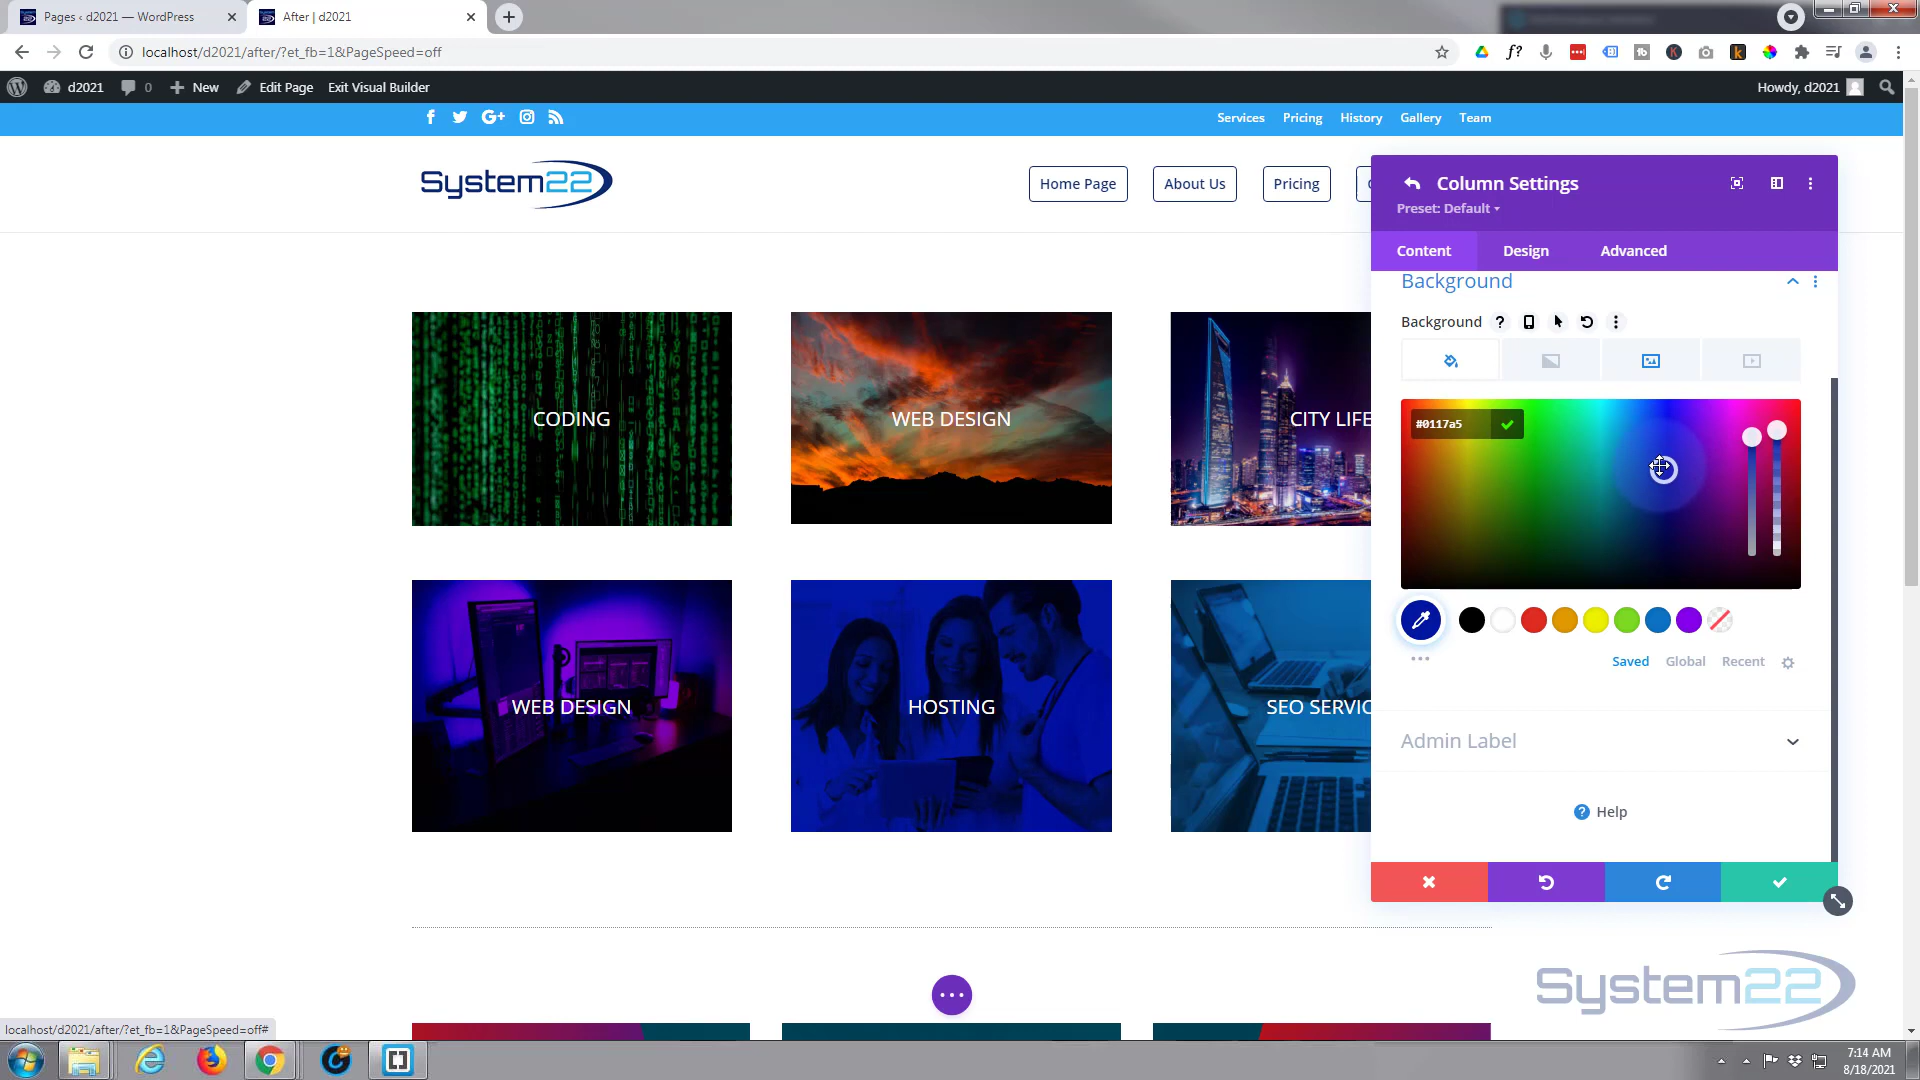 Pages ‹ d2021 — WordPress
After | d2021
localhost/d2021/after/?et_fb=1&PageSpeed=off
d2021
0
New
Edit Page
Exit Visual Builder
Howdy, d2021
Services
Pricing
History
Gallery
Team
System22
Home Page
About Us
Pricing
Column Settings
Preset: Default
Content
Design
Advanced
Background
Background
#0117a5
Saved
Global
Recent
Admin Label
Help
CODING
WEB DESIGN
CITY LIFE
WEB DESIGN
HOSTING
SEO SERVIC
System22
localhost/d2021/after/?et_fb=1&PageSpeed=off#
7:14 AM
8/18/2021